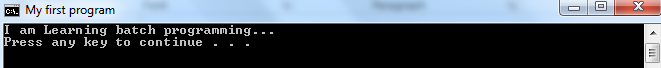 My first program
I am Learning batch programming...
Press any key to continue . . .